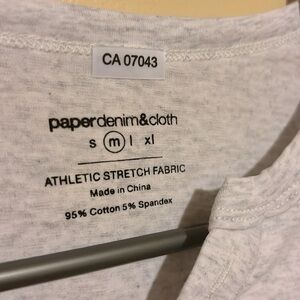 CA 07043
paperdenim&cloth
s m l xl
ATHLETIC STRETCH FABRIC
Made in China
95% Cotton 5% Spandex